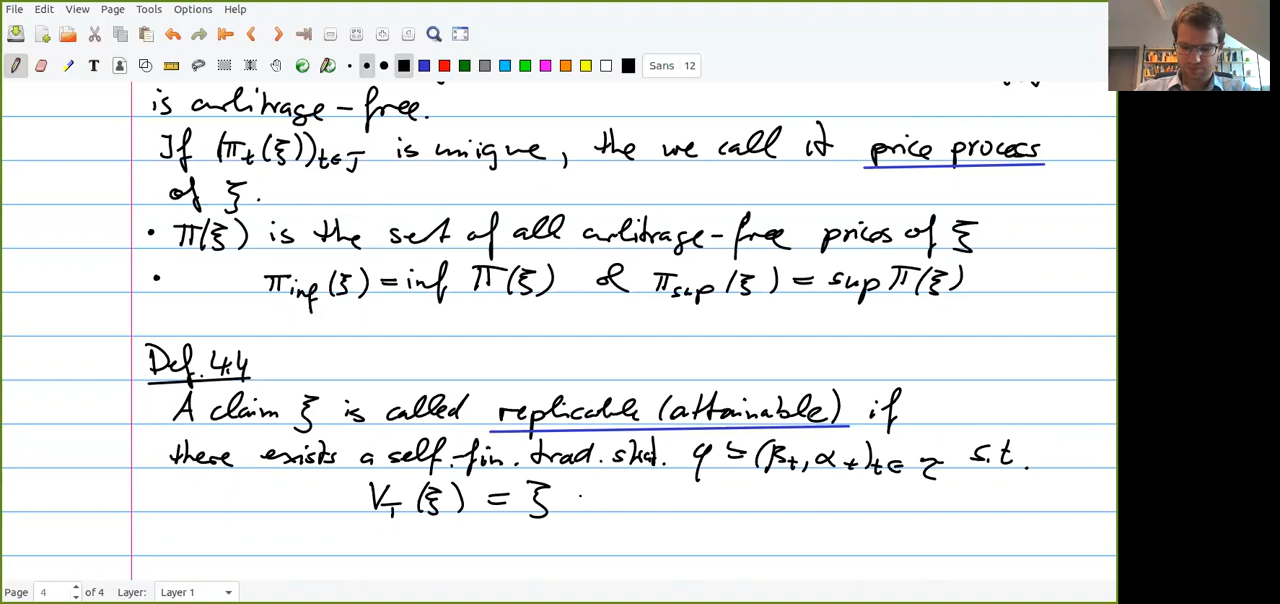 File Edit View Page Tools Options Help
Sans 12
is arbitrage-free.
If (π_t(ξ))_{t∈J} is unique, the we call it price process
of ξ.
• Π(ξ) is the set of all arbitrage-free prices of ξ
• π_inf(ξ) = inf Π(ξ) & π_sup(ξ) = sup Π(ξ)
Def. 4.4
A claim ξ is called replicable (attainable) if
there exists a self.fin. trad. strat. φ = (β_t, α_t)_{t∈J} s.t.
V_T(ξ) = ξ
Page 4 of 4 Layer: Layer 1